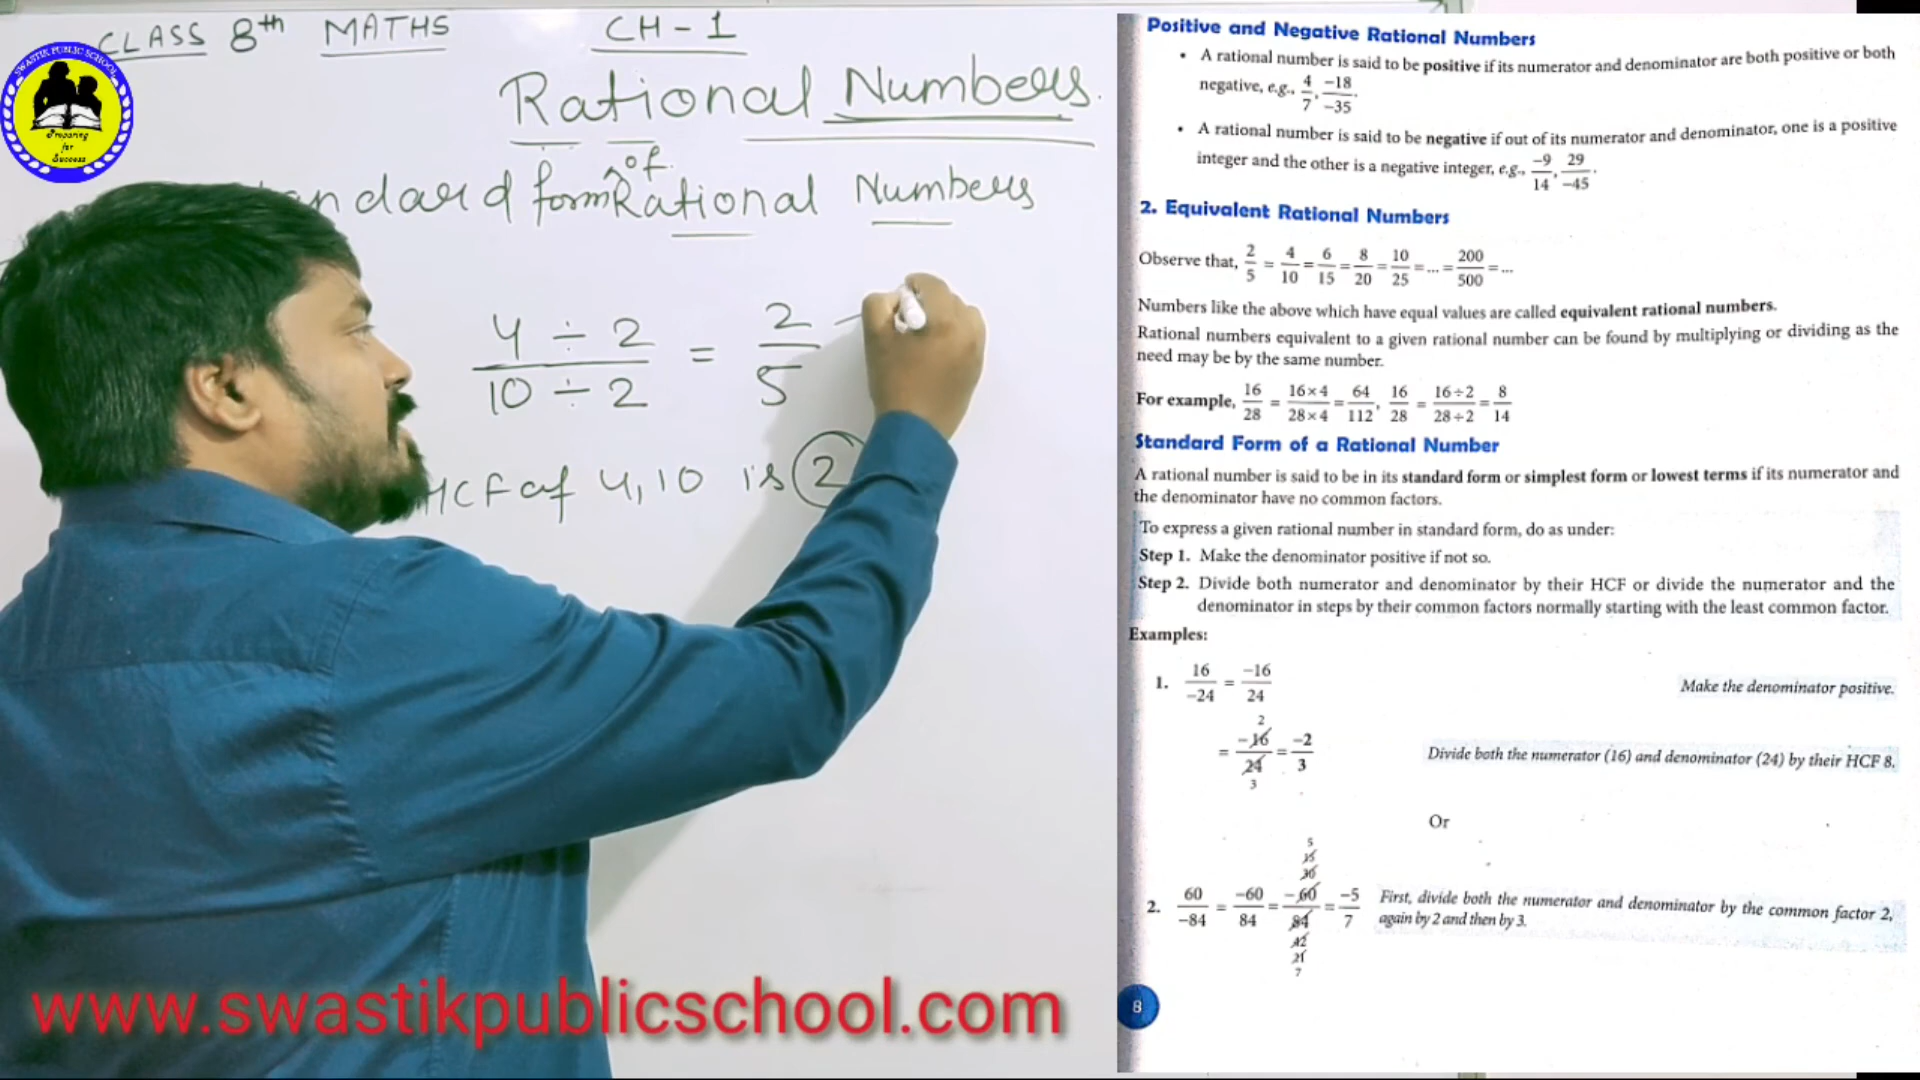 CLASS 8th MATHS CH-1
SWASTIK PUBLIC SCHOOL
Preparing
for
Success
Rational Numbers.
of
form Rational Numbers
4 ÷ 2 / 10 ÷ 2 = 2/5
HCF of 4,10 is 2
www.swastikpublicschool.com
Positive and Negative Rational Numbers
• A rational number is said to be positive if its numerator and denominator are both positive or both
negative, e.g., 4/7, -18/-35.
• A rational number is said to be negative if out of its numerator and denominator, one is a positive
integer and the other is a negative integer, e.g., -9/14, 29/-45.
2. Equivalent Rational Numbers
Observe that, 2/5 = 4/10 = 6/15 = 8/20 = 10/25 = ... = 200/500 = ...
Numbers like the above which have equal values are called equivalent rational numbers.
Rational numbers equivalent to a given rational number can be found by multiplying or dividing as the
need may be by the same number.
For example, 16/28 = 16×4/28×4 = 64/112, 16/28 = 16÷2/28÷2 = 8/14
Standard Form of a Rational Number
A rational number is said to be in its standard form or simplest form or lowest terms if its numerator and
the denominator have no common factors.
To express a given rational number in standard form, do as under:
Step 1. Make the denominator positive if not so.
Step 2. Divide both numerator and denominator by their HCF or divide the numerator and the
denominator in steps by their common factors normally starting with the least common factor.
Examples:
1. 16/-24 = -16/24 Make the denominator positive.
2
= -16/24 = -2/3 Divide both the numerator (16) and denominator (24) by their HCF 8.
3
Or
5
15
30
2. 60/-84 = -60/84 = -60/84 = -5/7 First, divide both the numerator and denominator by the common factor 2,
again by 2 and then by 3.
42
21
7
8